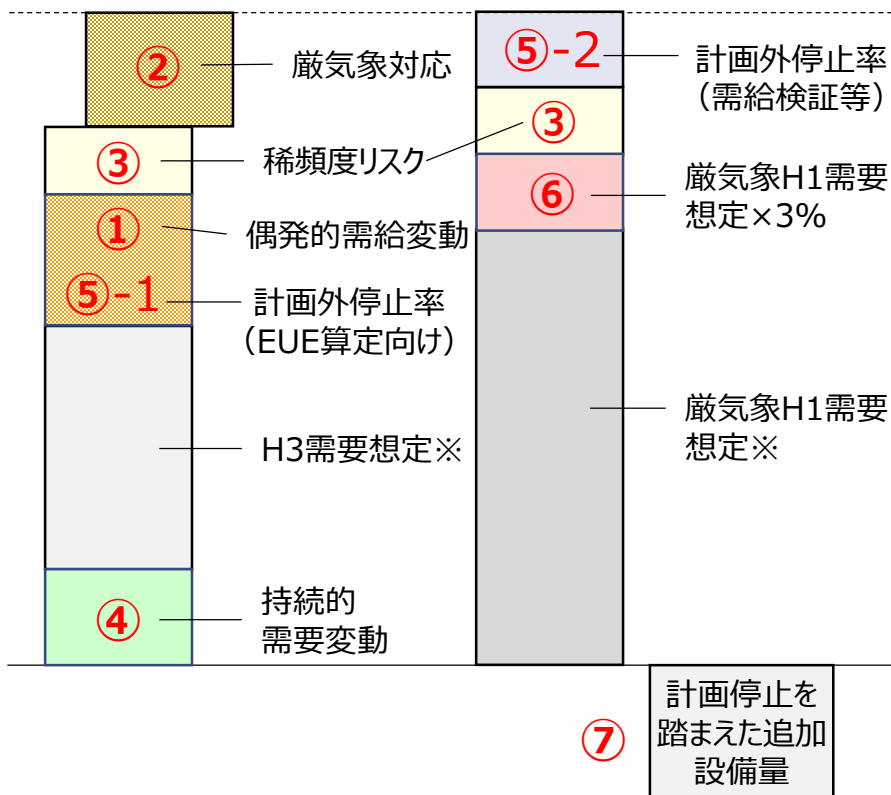 ②
厳気象対応
③
稀頻度リスク
①
偶発的需給変動
⑤-1
計画外停止率
（EUE算定向け）
H3需要想定※
④
持続的
需要変動
⑤-2
計画外停止率
（需給検証等）
③
⑥
厳気象H1需要
想定×3%
厳気象H1需要
想定※
⑦
計画停止を
踏まえた追加
設備量